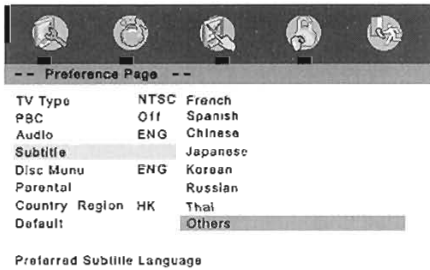 -- Preference Page --
TV Type NTSC French
PBC Off Spanish
Audio ENG Chinese
Subtitle Japanese
Disc Munu ENG Korean
Parental Russian
Country Region HK Thai
Default Others
Preferred Subtitle Language